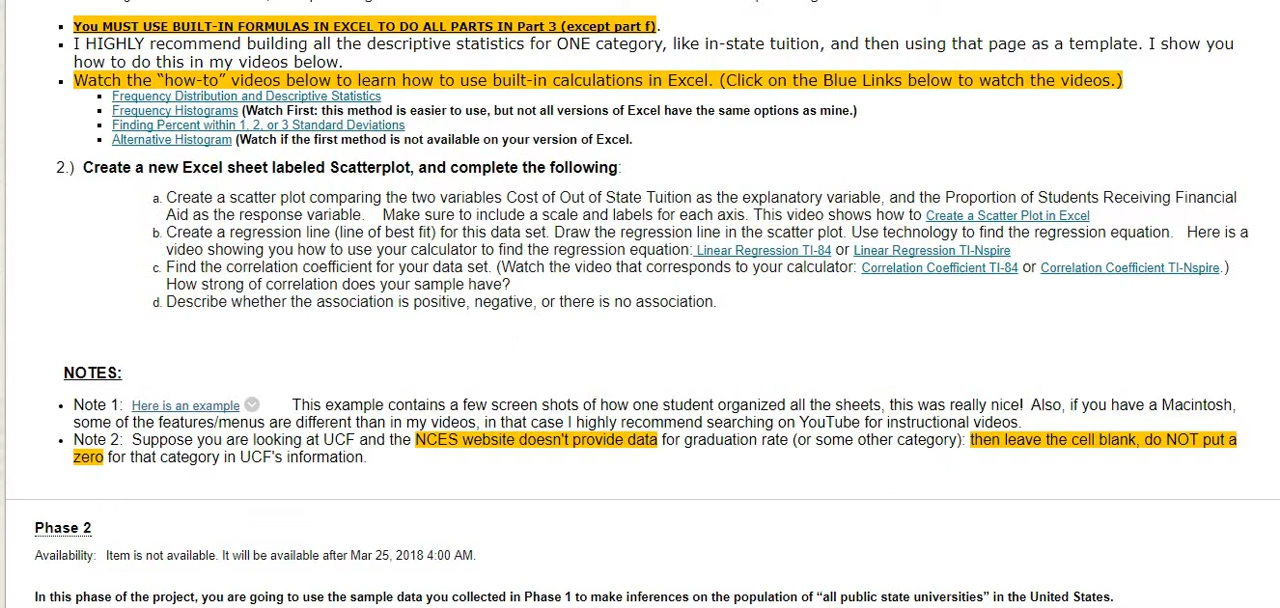 You MUST USE BUILT-IN FORMULAS IN EXCEL TO DO ALL PARTS IN Part 3 (except part f).
I HIGHLY recommend building all the descriptive statistics for ONE category, like in-state tuition, and then using that page as a template. I show you
how to do this in my videos below.
Watch the "how-to" videos below to learn how to use built-in calculations in Excel. (Click on the Blue Links below to watch the videos.)
Frequency Distribution and Descriptive Statistics
Frequency Histograms (Watch First: this method is easier to use, but not all versions of Excel have the same options as mine.)
Finding Percent within 1, 2, or 3 Standard Deviations
Alternative Histogram (Watch if the first method is not available on your version of Excel.
2.) Create a new Excel sheet labeled Scatterplot, and complete the following:
a. Create a scatter plot comparing the two variables Cost of Out of State Tuition as the explanatory variable, and the Proportion of Students Receiving Financial
Aid as the response variable. Make sure to include a scale and labels for each axis. This video shows how to Create a Scatter Plot in Excel
b. Create a regression line (line of best fit) for this data set. Draw the regression line in the scatter plot. Use technology to find the regression equation. Here is a
video showing you how to use your calculator to find the regression equation: Linear Regression TI-84 or Linear Regression TI-Nspire
c. Find the correlation coefficient for your data set. (Watch the video that corresponds to your calculator: Correlation Coefficient TI-84 or Correlation Coefficient TI-Nspire.)
How strong of correlation does your sample have?
d. Describe whether the association is positive, negative, or there is no association.
NOTES:
Note 1: Here is an example This example contains a few screen shots of how one student organized all the sheets, this was really nice! Also, if you have a Macintosh,
some of the features/menus are different than in my videos, in that case I highly recommend searching on YouTube for instructional videos.
Note 2: Suppose you are looking at UCF and the NCES website doesn't provide data for graduation rate (or some other category): then leave the cell blank, do NOT put a
zero for that category in UCF's information.
Phase 2
Availability: Item is not available. It will be available after Mar 25, 2018 4:00 AM.
In this phase of the project, you are going to use the sample data you collected in Phase 1 to make inferences on the population of "all public state universities" in the United States.